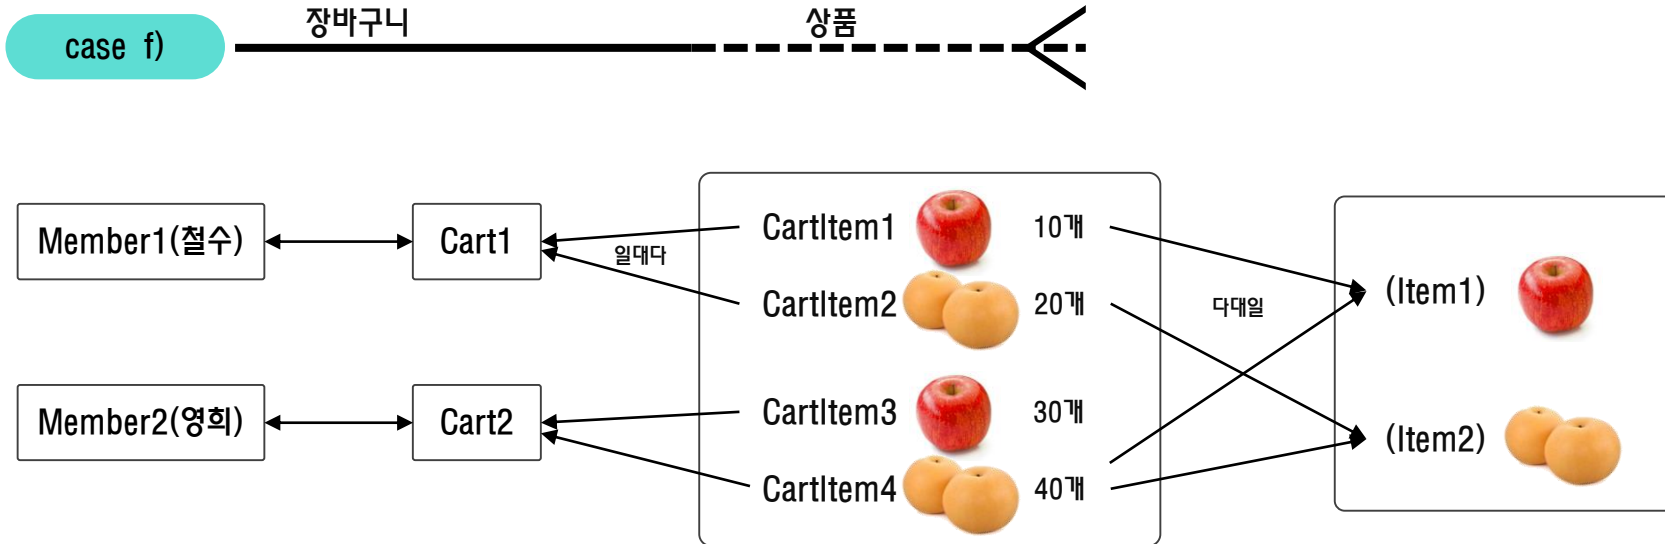 case f)
장바구니
상품
Member1(철수)
Cart1
일대다
CartItem1
10개
CartItem2
20개
다대일
(Item1)
Member2(영희)
Cart2
CartItem3
30개
CartItem4
40개
(Item2)